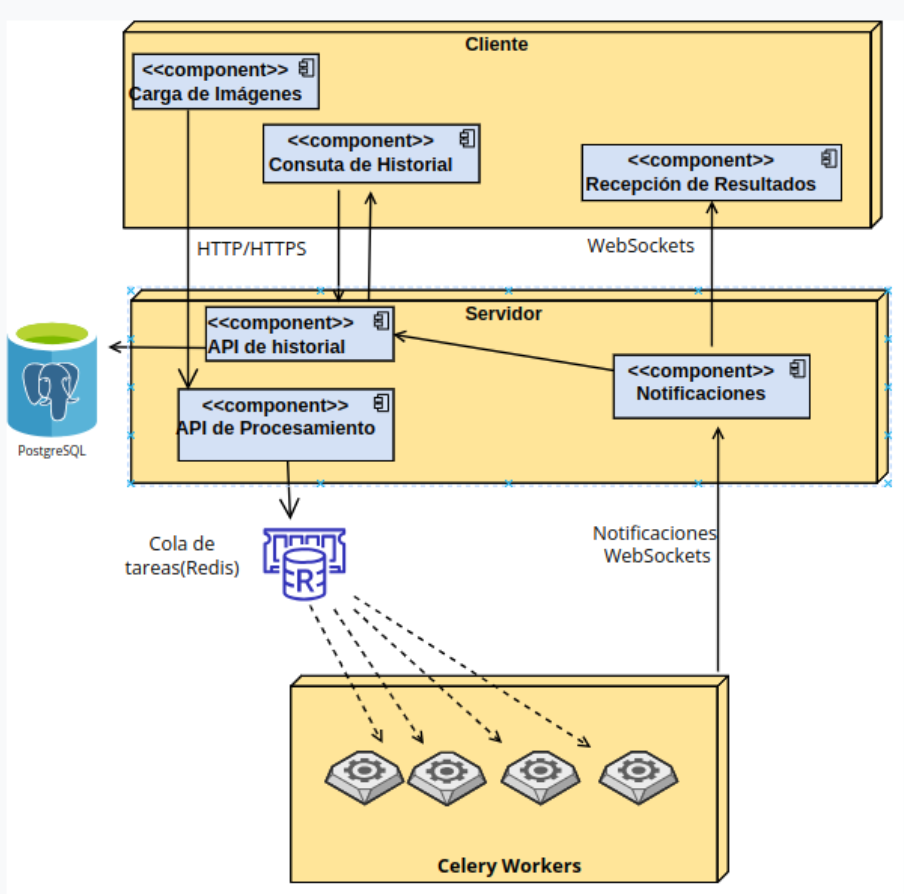 Cliente
<<component>>
Carga de Imágenes
<<component>>
Consuta de Historial
<<component>>
Recepción de Resultados
HTTP/HTTPS
WebSockets
Servidor
<<component>>
API de historial
<<component>>
Notificaciones
<<component>>
API de Procesamiento
PostgreSQL
Cola de
tareas(Redis)
R
Notificaciones
WebSockets
Celery Workers